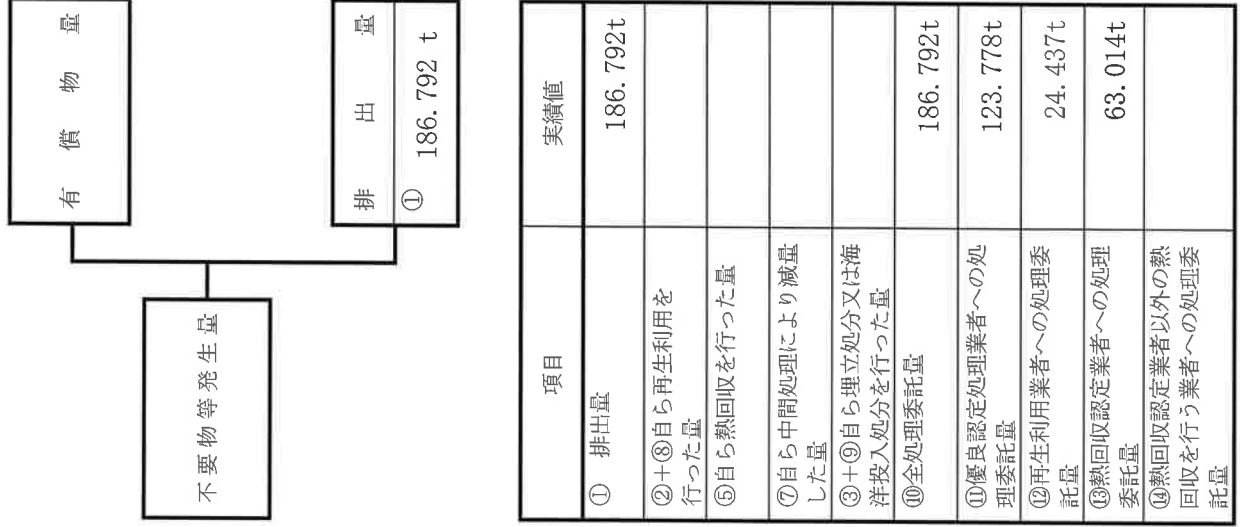 有償物量
不要物等発生量
排出量
① 186.792 t
項目 実績値
① 排出量 186.792t
②+⑧自ら再生利用を
行った量
⑤自ら熱回収を行った量
⑦自ら中間処理により減量
した量
③+⑨自ら埋立処分又は海
洋投入処分を行った量
⑩全処理委託量 186.792t
⑪優良認定処理業者への処
理委託量 123.778t
⑫再生利用業者への処理委
託量 24.437t
⑬熱回収認定業者への処理
委託量 63.014t
⑭熱回収認定業者以外の熱
回収を行う業者への処理委
託量